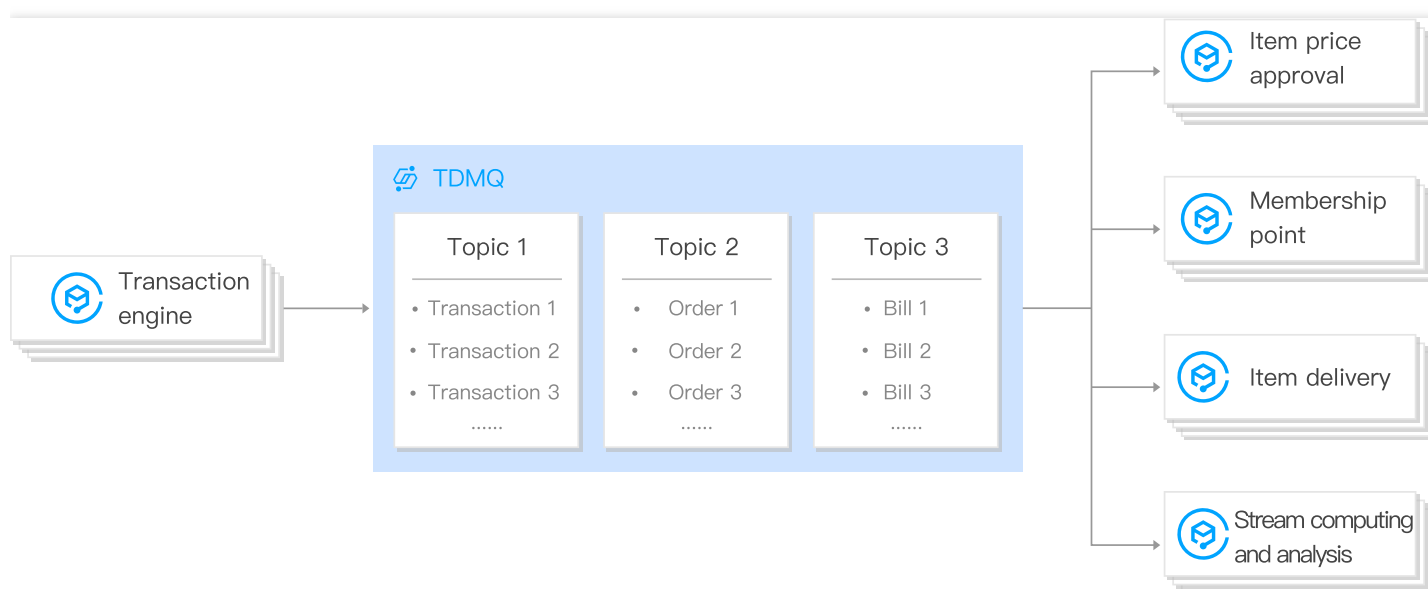 Transaction
engine
TDMQ
Topic 1
• Transaction 1
• Transaction 2
• Transaction 3
......
Topic 2
• Order 1
• Order 2
• Order 3
......
Topic 3
• Bill 1
• Bill 2
• Bill 3
......
Item price
approval
Membership
point
Item delivery
Stream computing
and analysis